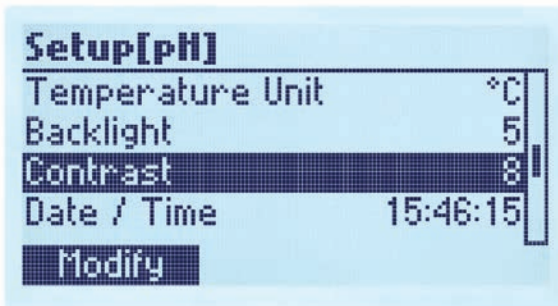 Setup[pH]
Temperature Unit °C
Backlight 5
Contrast 8
Date / Time 15:46:15
Modify